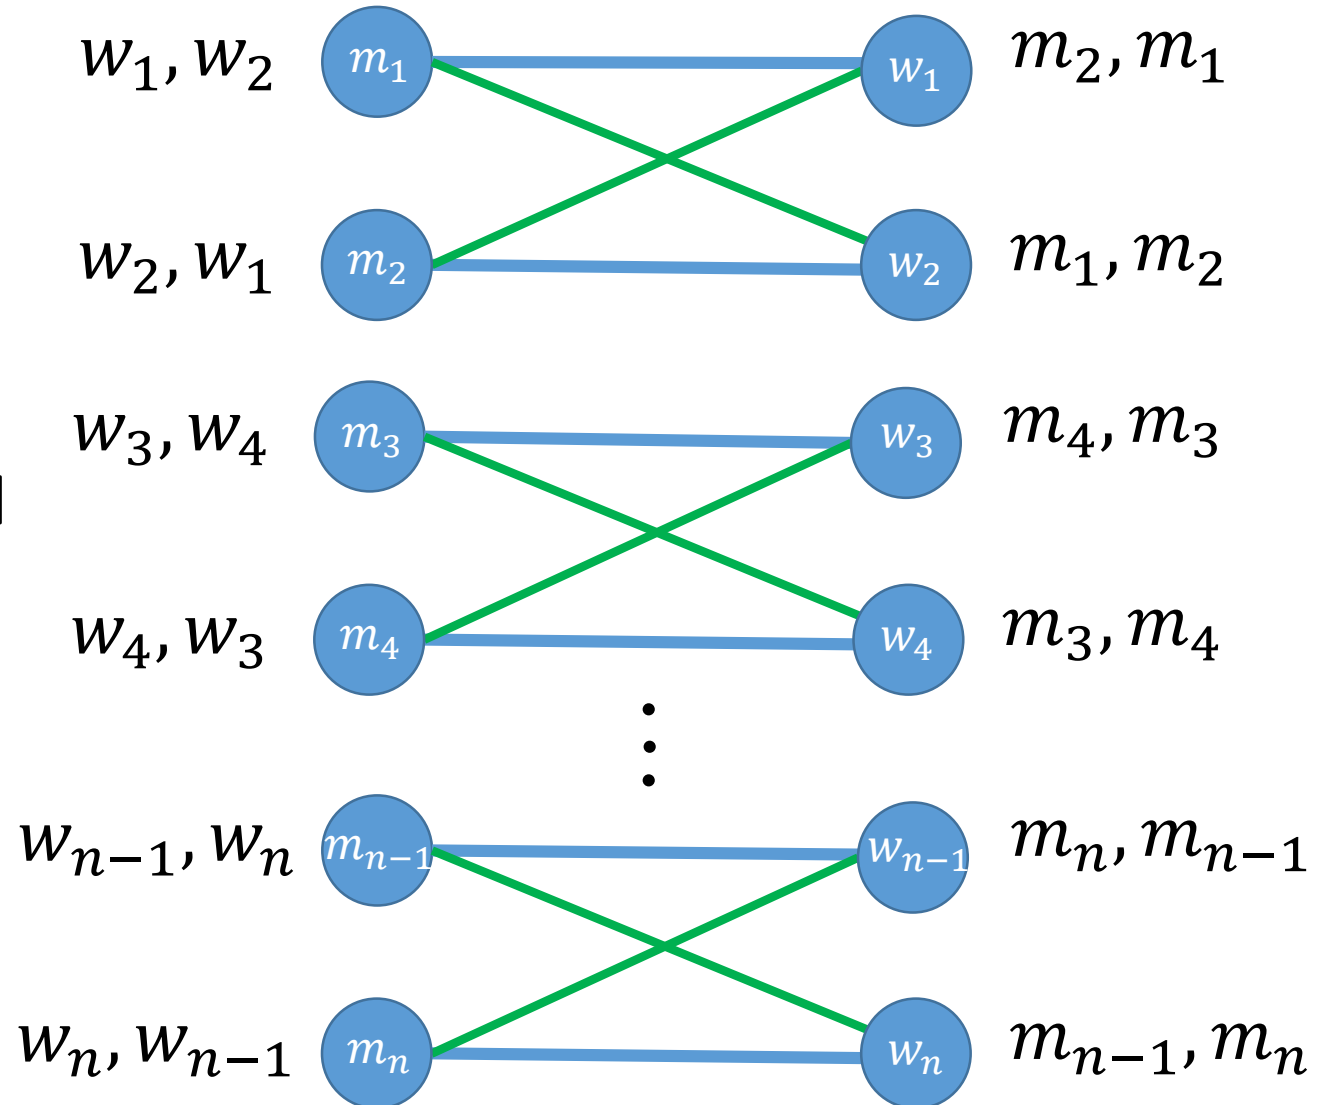 w₁, w₂ m₁ w₁ m₂, m₁
w₂, w₁ m₂ w₂ m₁, m₂
w₃, w₄ m₃ w₃ m₄, m₃
w₄, w₃ m₄ w₄ m₃, m₄
⋮
wₙ₋₁, wₙ mₙ₋₁ wₙ₋₁ mₙ, mₙ₋₁
wₙ, wₙ₋₁ mₙ wₙ mₙ₋₁, mₙ